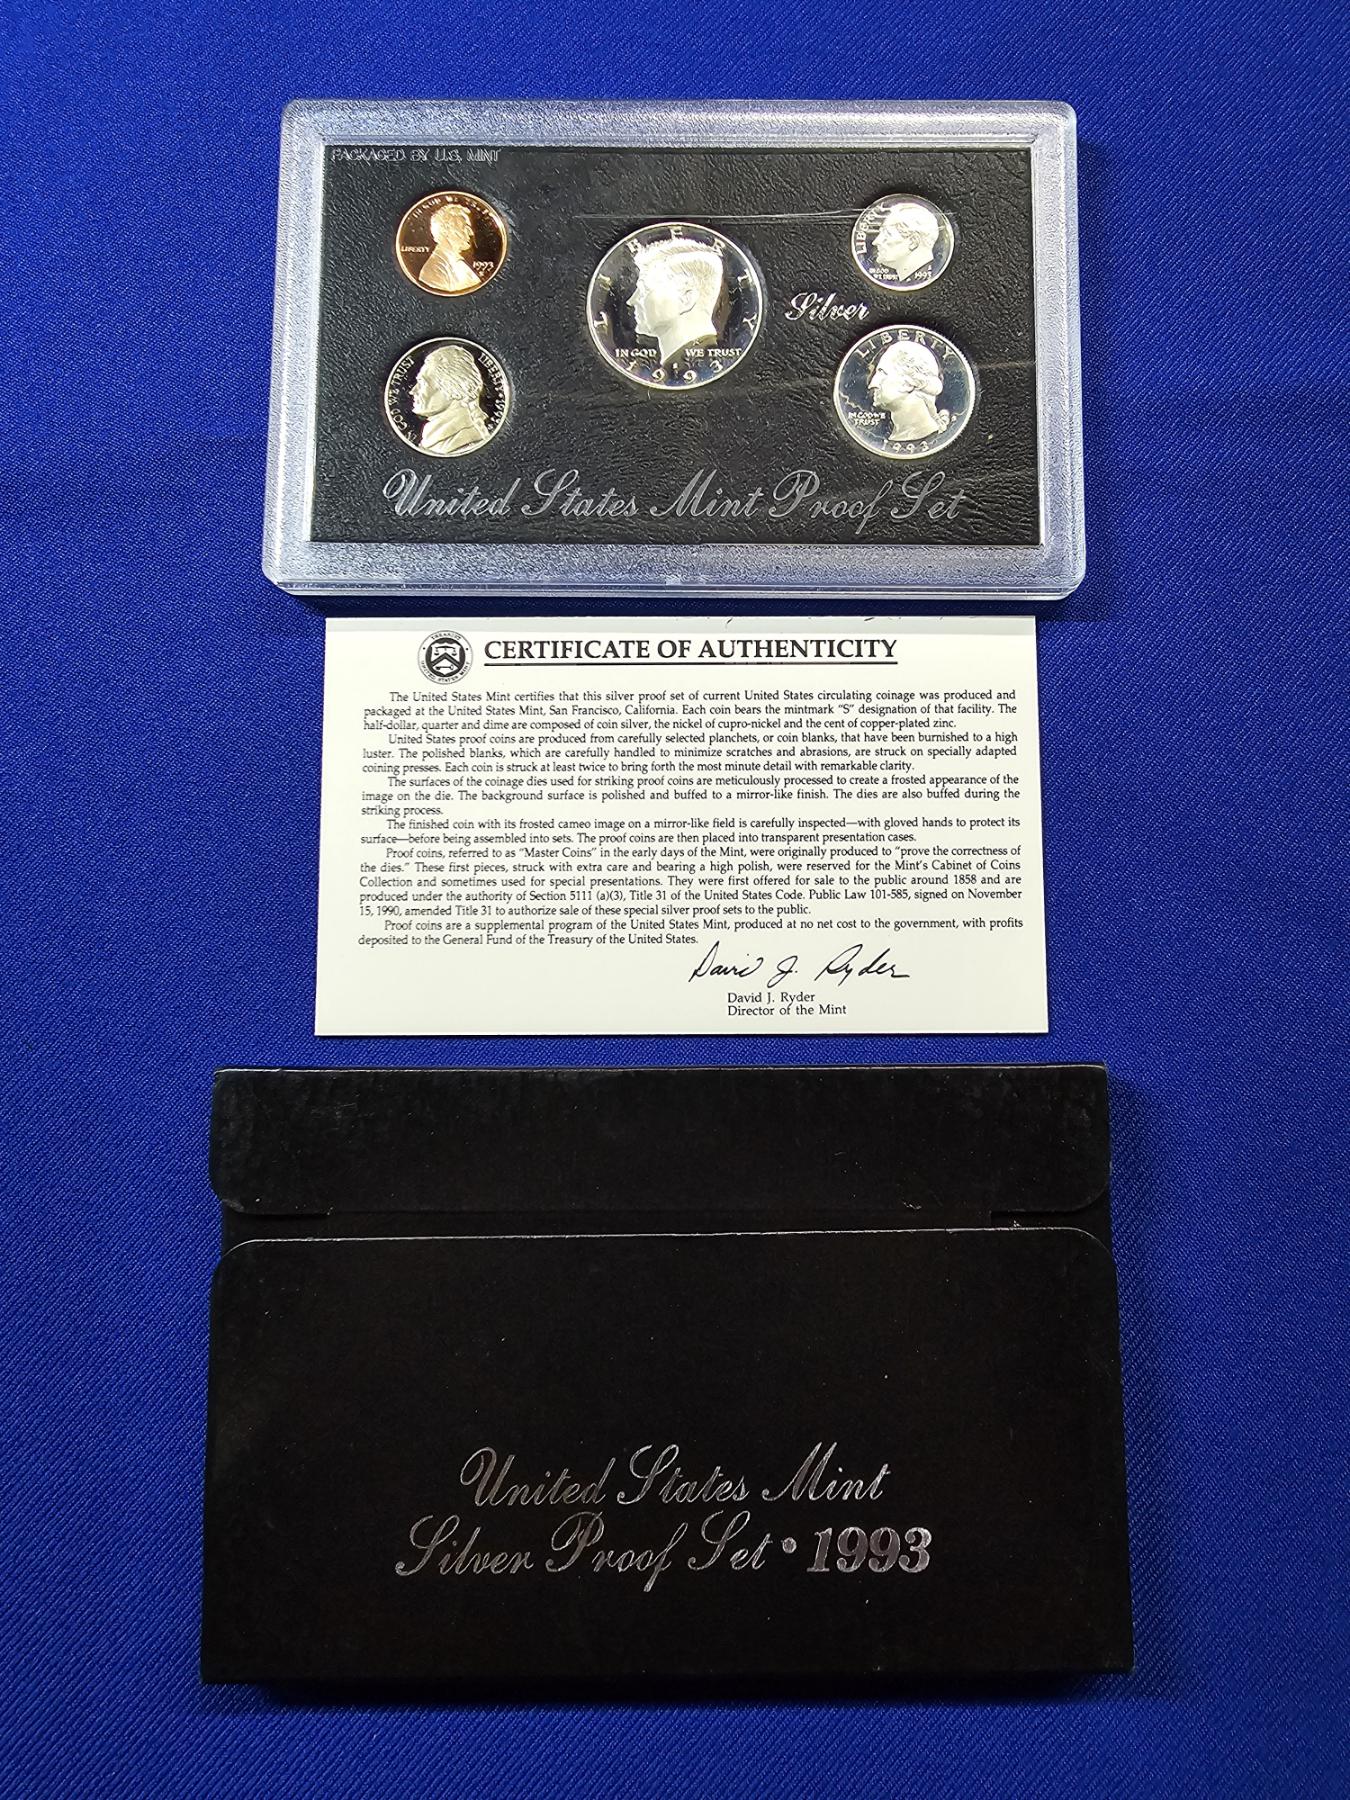 PACKAGED BY U.S. MINT
IN GOD WE TRUST
LIBERTY
1993
S
LIBERTY
IN GOD WE TRUST
1993
LIBERTY
IN GOD WE TRUST
1993
Silver
IN GOD WE TRUST
LIBERTY • 1993
LIBERTY
IN GOD WE
TRUST
1993
United States Mint Proof Set
CERTIFICATE OF AUTHENTICITY
The United States Mint certifies that this silver proof set of current United States circulating coinage was produced and
packaged at the United States Mint, San Francisco, California. Each coin bears the mintmark "S" designation of that facility. The
half-dollar, quarter and dime are composed of coin silver, the nickel of cupro-nickel and the cent of copper-plated zinc.
United States proof coins are produced from carefully selected planchets, or coin blanks, that have been burnished to a high
luster. The polished blanks, which are carefully handled to minimize scratches and abrasions, are struck on specially adapted
coining presses. Each coin is struck at least twice to bring forth the most minute detail with remarkable clarity.
The surfaces of the coinage dies used for striking proof coins are meticulously processed to create a frosted appearance of the
image on the die. The background surface is polished and buffed to a mirror-like finish. The dies are also buffed during the
striking process.
The finished coin with its frosted cameo image on a mirror-like field is carefully inspected—with gloved hands to protect its
surface—before being assembled into sets. The proof coins are then placed into transparent presentation cases.
Proof coins, referred to as "Master Coins" in the early days of the Mint, were originally produced to "prove the correctness of
the dies." These first pieces, struck with extra care and bearing a high polish, were reserved for the Mint's Cabinet of Coins
Collection and sometimes used for special presentations. They were first offered for sale to the public around 1858 and are
produced under the authority of Section 5111 (a)(3), Title 31 of the United States Code. Public Law 101-585, signed on November
15, 1990, amended Title 31 to authorize sale of these special silver proof sets to the public.
Proof coins are a supplemental program of the United States Mint, produced at no net cost to the government, with profits
deposited to the General Fund of the Treasury of the United States.
David J. Ryder
David J. Ryder
Director of the Mint
United States Mint
Silver Proof Set • 1993